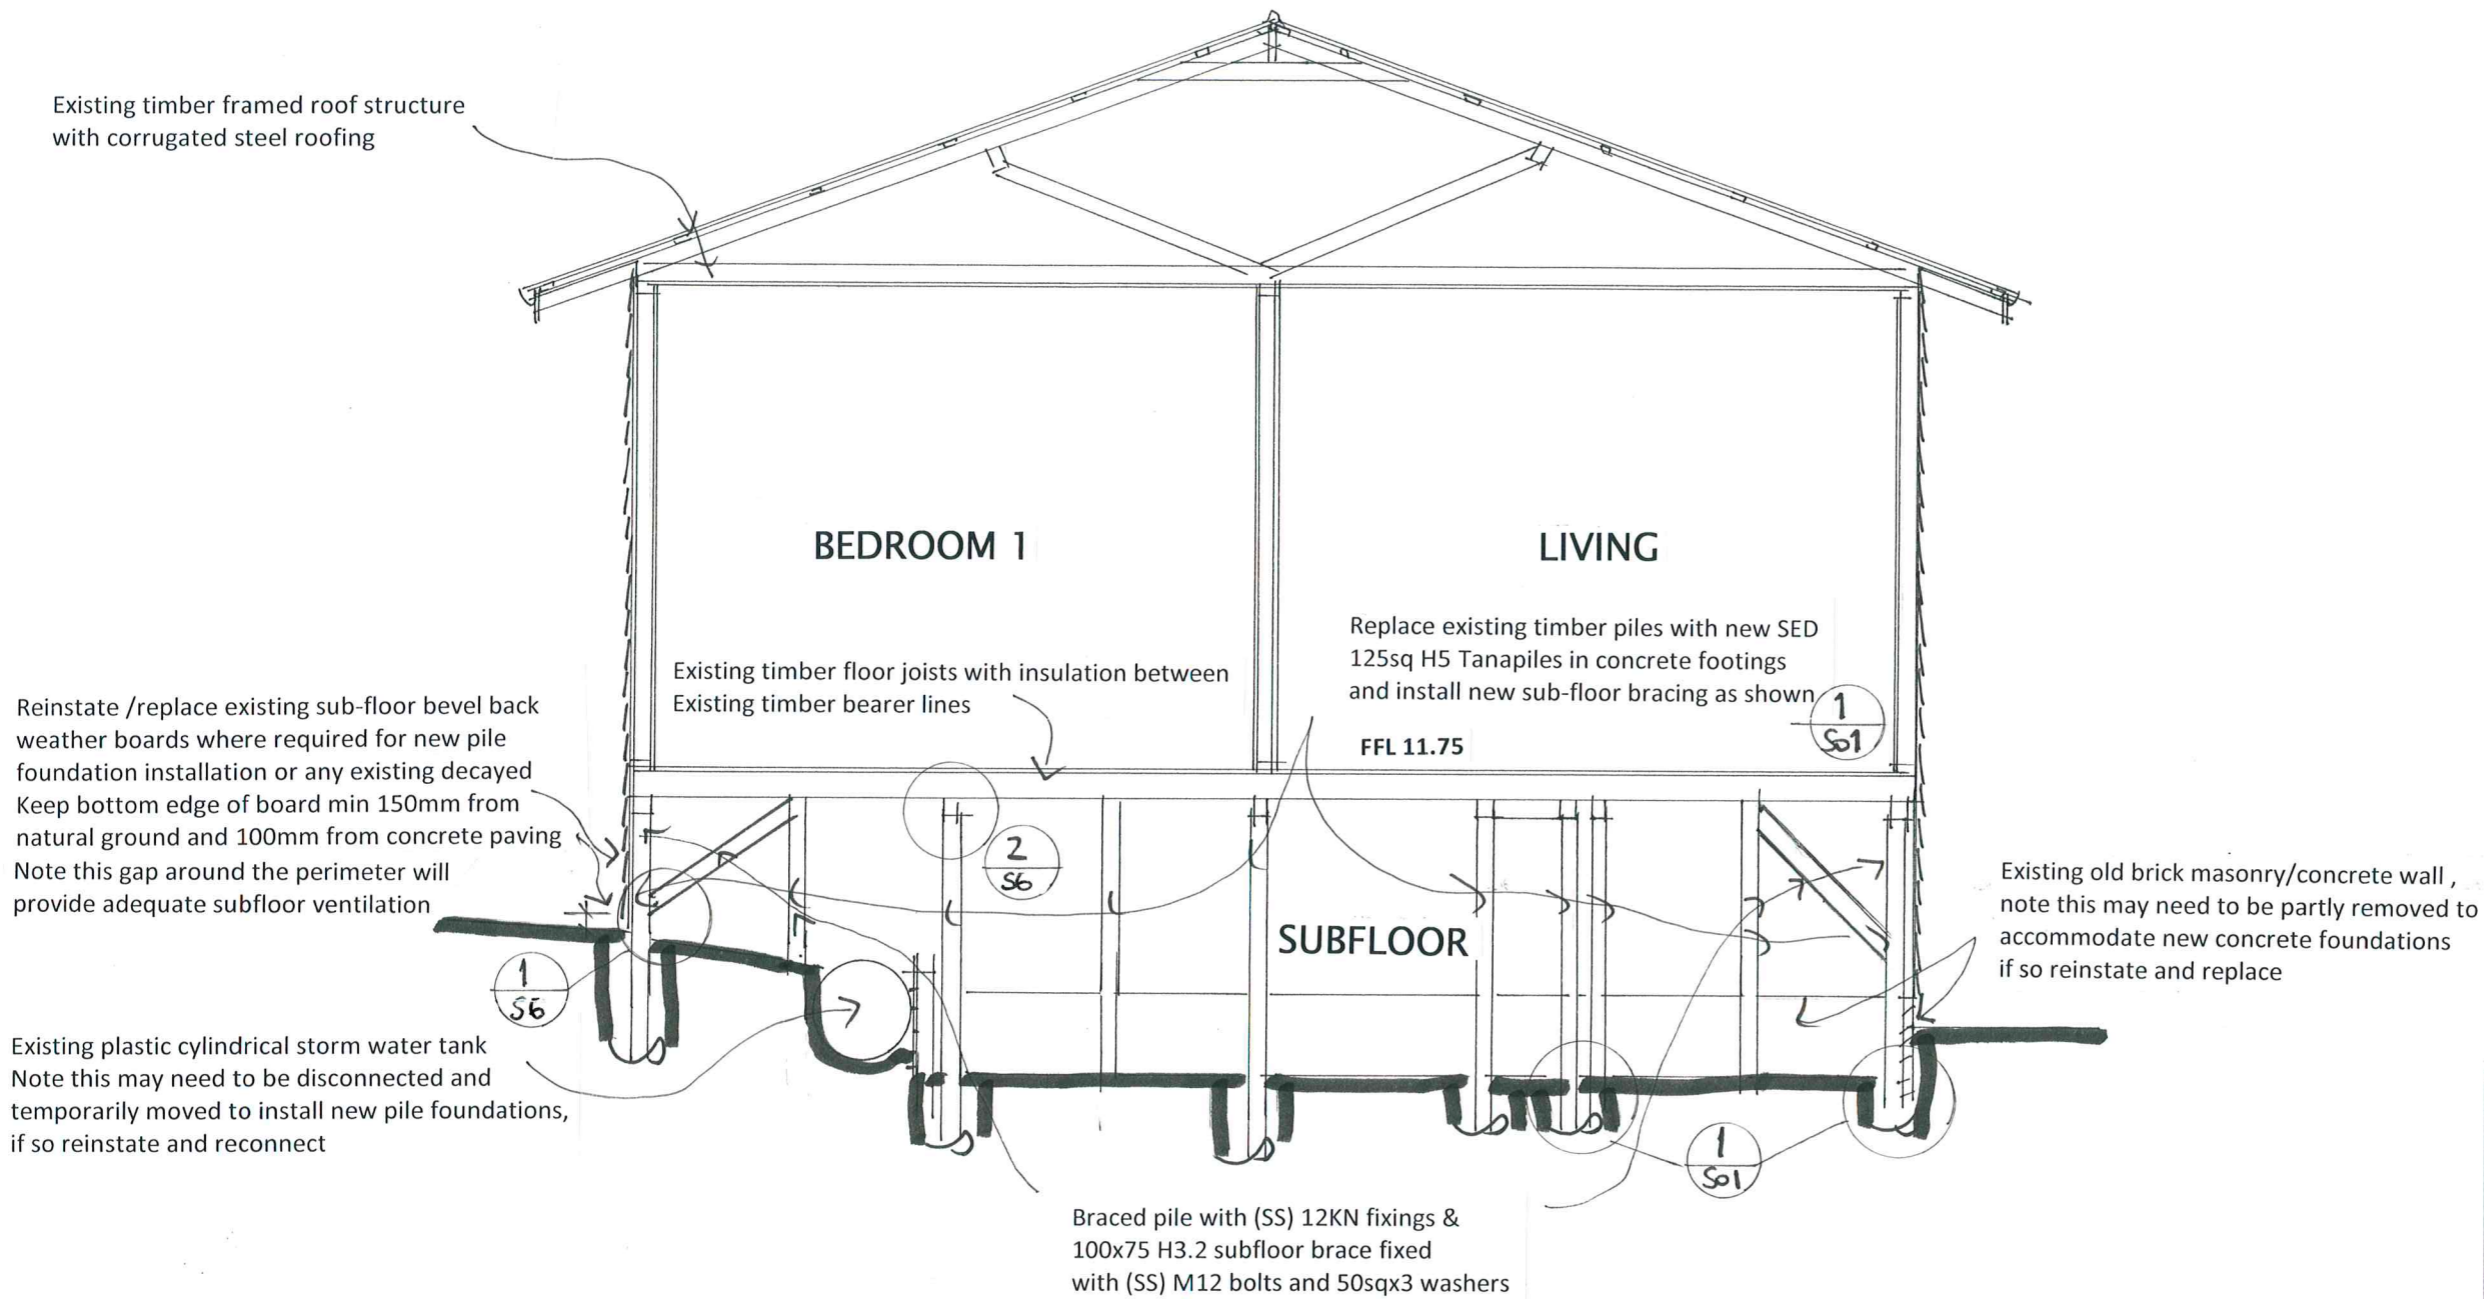 Existing timber framed roof structure
with corrugated steel roofing
BEDROOM 1
LIVING
Existing timber floor joists with insulation between
Existing timber bearer lines
Replace existing timber piles with new SED
125sq H5 Tanapiles in concrete footings
and install new sub-floor bracing as shown
1
S01
FFL 11.75
Reinstate /replace existing sub-floor bevel back
weather boards where required for new pile
foundation installation or any existing decayed
Keep bottom edge of board min 150mm from
natural ground and 100mm from concrete paving
Note this gap around the perimeter will
provide adequate subfloor ventilation
2
S6
SUBFLOOR
Existing old brick masonry/concrete wall ,
note this may need to be partly removed to
accommodate new concrete foundations
if so reinstate and replace
1
S6
Existing plastic cylindrical storm water tank
Note this may need to be disconnected and
temporarily moved to install new pile foundations,
if so reinstate and reconnect
1
S01
Braced pile with (SS) 12KN fixings &
100x75 H3.2 subfloor brace fixed
with (SS) M12 bolts and 50sqx3 washers